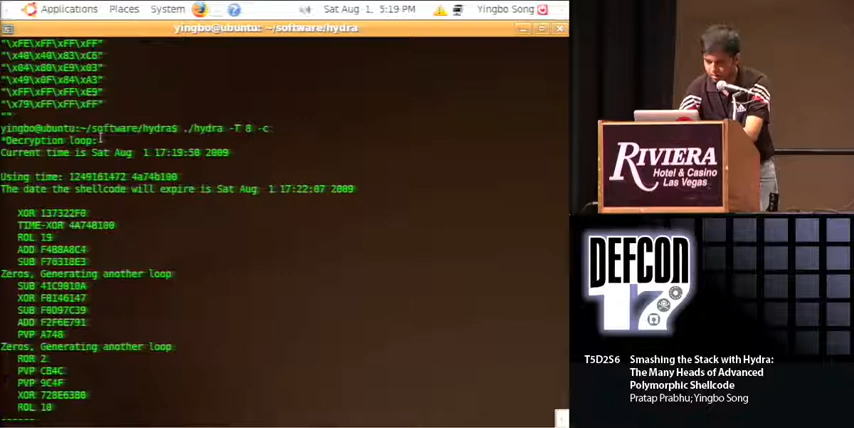 Applications Places System Sat Aug 1, 5:19 PM Yingbo Song
yingbo@ubuntu: ~/software/hydra
"\xFE\xFF\xFF\xFF"
"\x40\x40\x83\xC6"
"\x04\x80\xE9\x03"
"\x49\x0F\x84\xA3"
"\xFF\xFF\xFF\xE9"
"\x79\xFF\xFF\xFF"
""
yingbo@ubuntu:~/software/hydra$ ./hydra -T 8 -c
*Decryption loop:
Current time is Sat Aug 1 17:19:50 2009
Using time: 1249161472 4a74b100
The date the shellcode will expire is Sat Aug 1 17:22:07 2009
XOR 137322F0
TIME-XOR 4A74B100
ROL 19
ADD F4B8A8C4
SUB F70318E3
Zeros, Generating another loop
SUB 41C9010A
XOR F8146147
SUB F0D97C39
ADD F2F6E791
PVP A748
Zeros, Generating another loop
ROR 2
PVP CB4C
PVP 9C4F
XOR 728E6380
ROL 10
------
RIVIERA
Hotel & Casino
Las Vegas
DEFCON
17
T5D2S6 Smashing the Stack with Hydra:
The Many Heads of Advanced
Polymorphic Shellcode
Pratap Prabhu; Yingbo Song